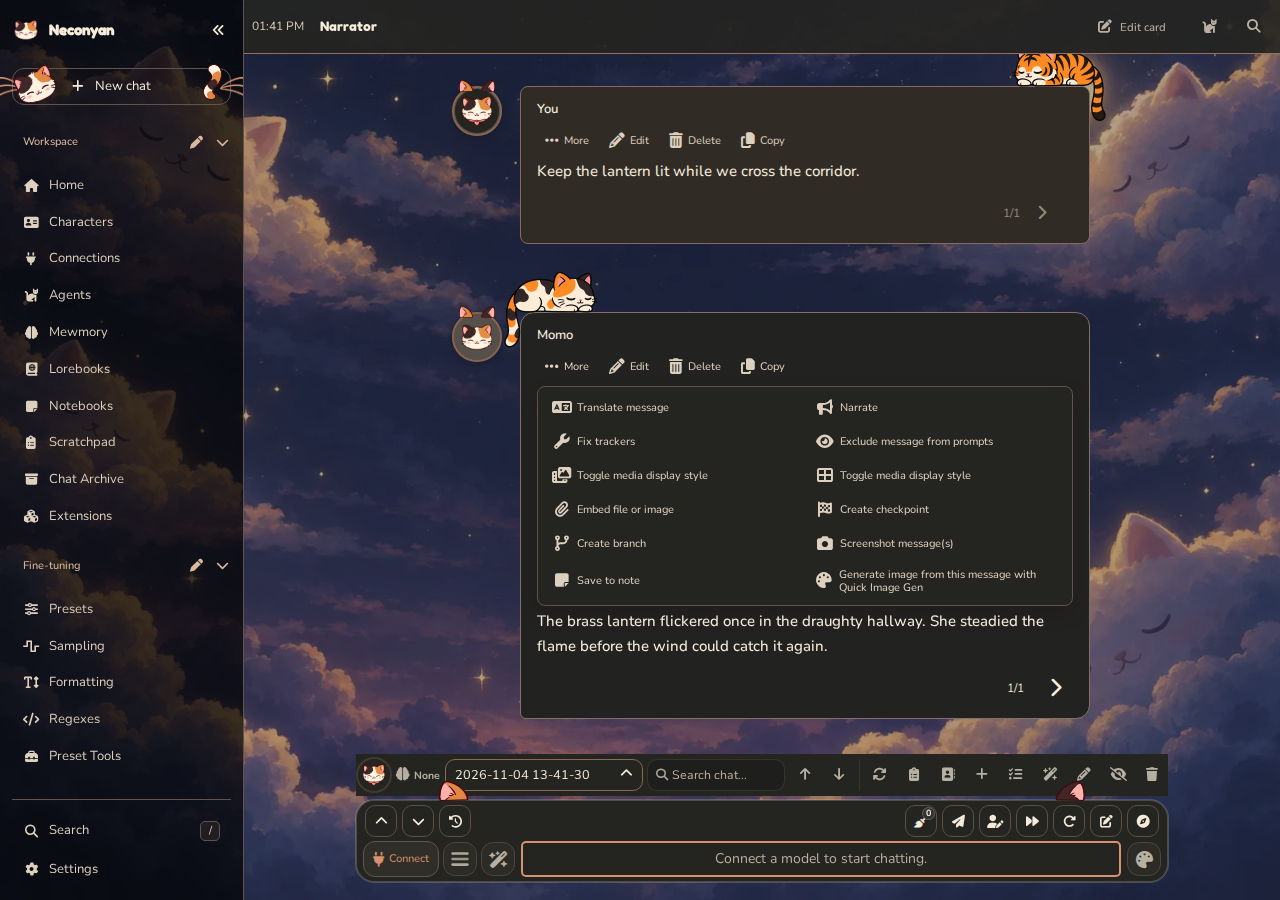 Neconyan
New chat
Workspace
Home
Characters
Connections
Agents
Mewmory
Lorebooks
Notebooks
Scratchpad
Chat Archive
Extensions
Fine-tuning
Presets
Sampling
Formatting
Regexes
Preset Tools
Search /
Settings
01:41 PM Narrator Edit card
You
More Edit Delete Copy
Keep the lantern lit while we cross the corridor.
1/1
Momo
More Edit Delete Copy
Translate message Narrate
Fix trackers Exclude message from prompts
Toggle media display style Toggle media display style
Embed file or image Create checkpoint
Create branch Screenshot message(s)
Save to note Generate image from this message with
Quick Image Gen
The brass lantern flickered once in the draughty hallway. She steadied the
flame before the wind could catch it again.
1/1
None 2026-11-04 13-41-30 Search chat...
0
Connect Connect a model to start chatting.